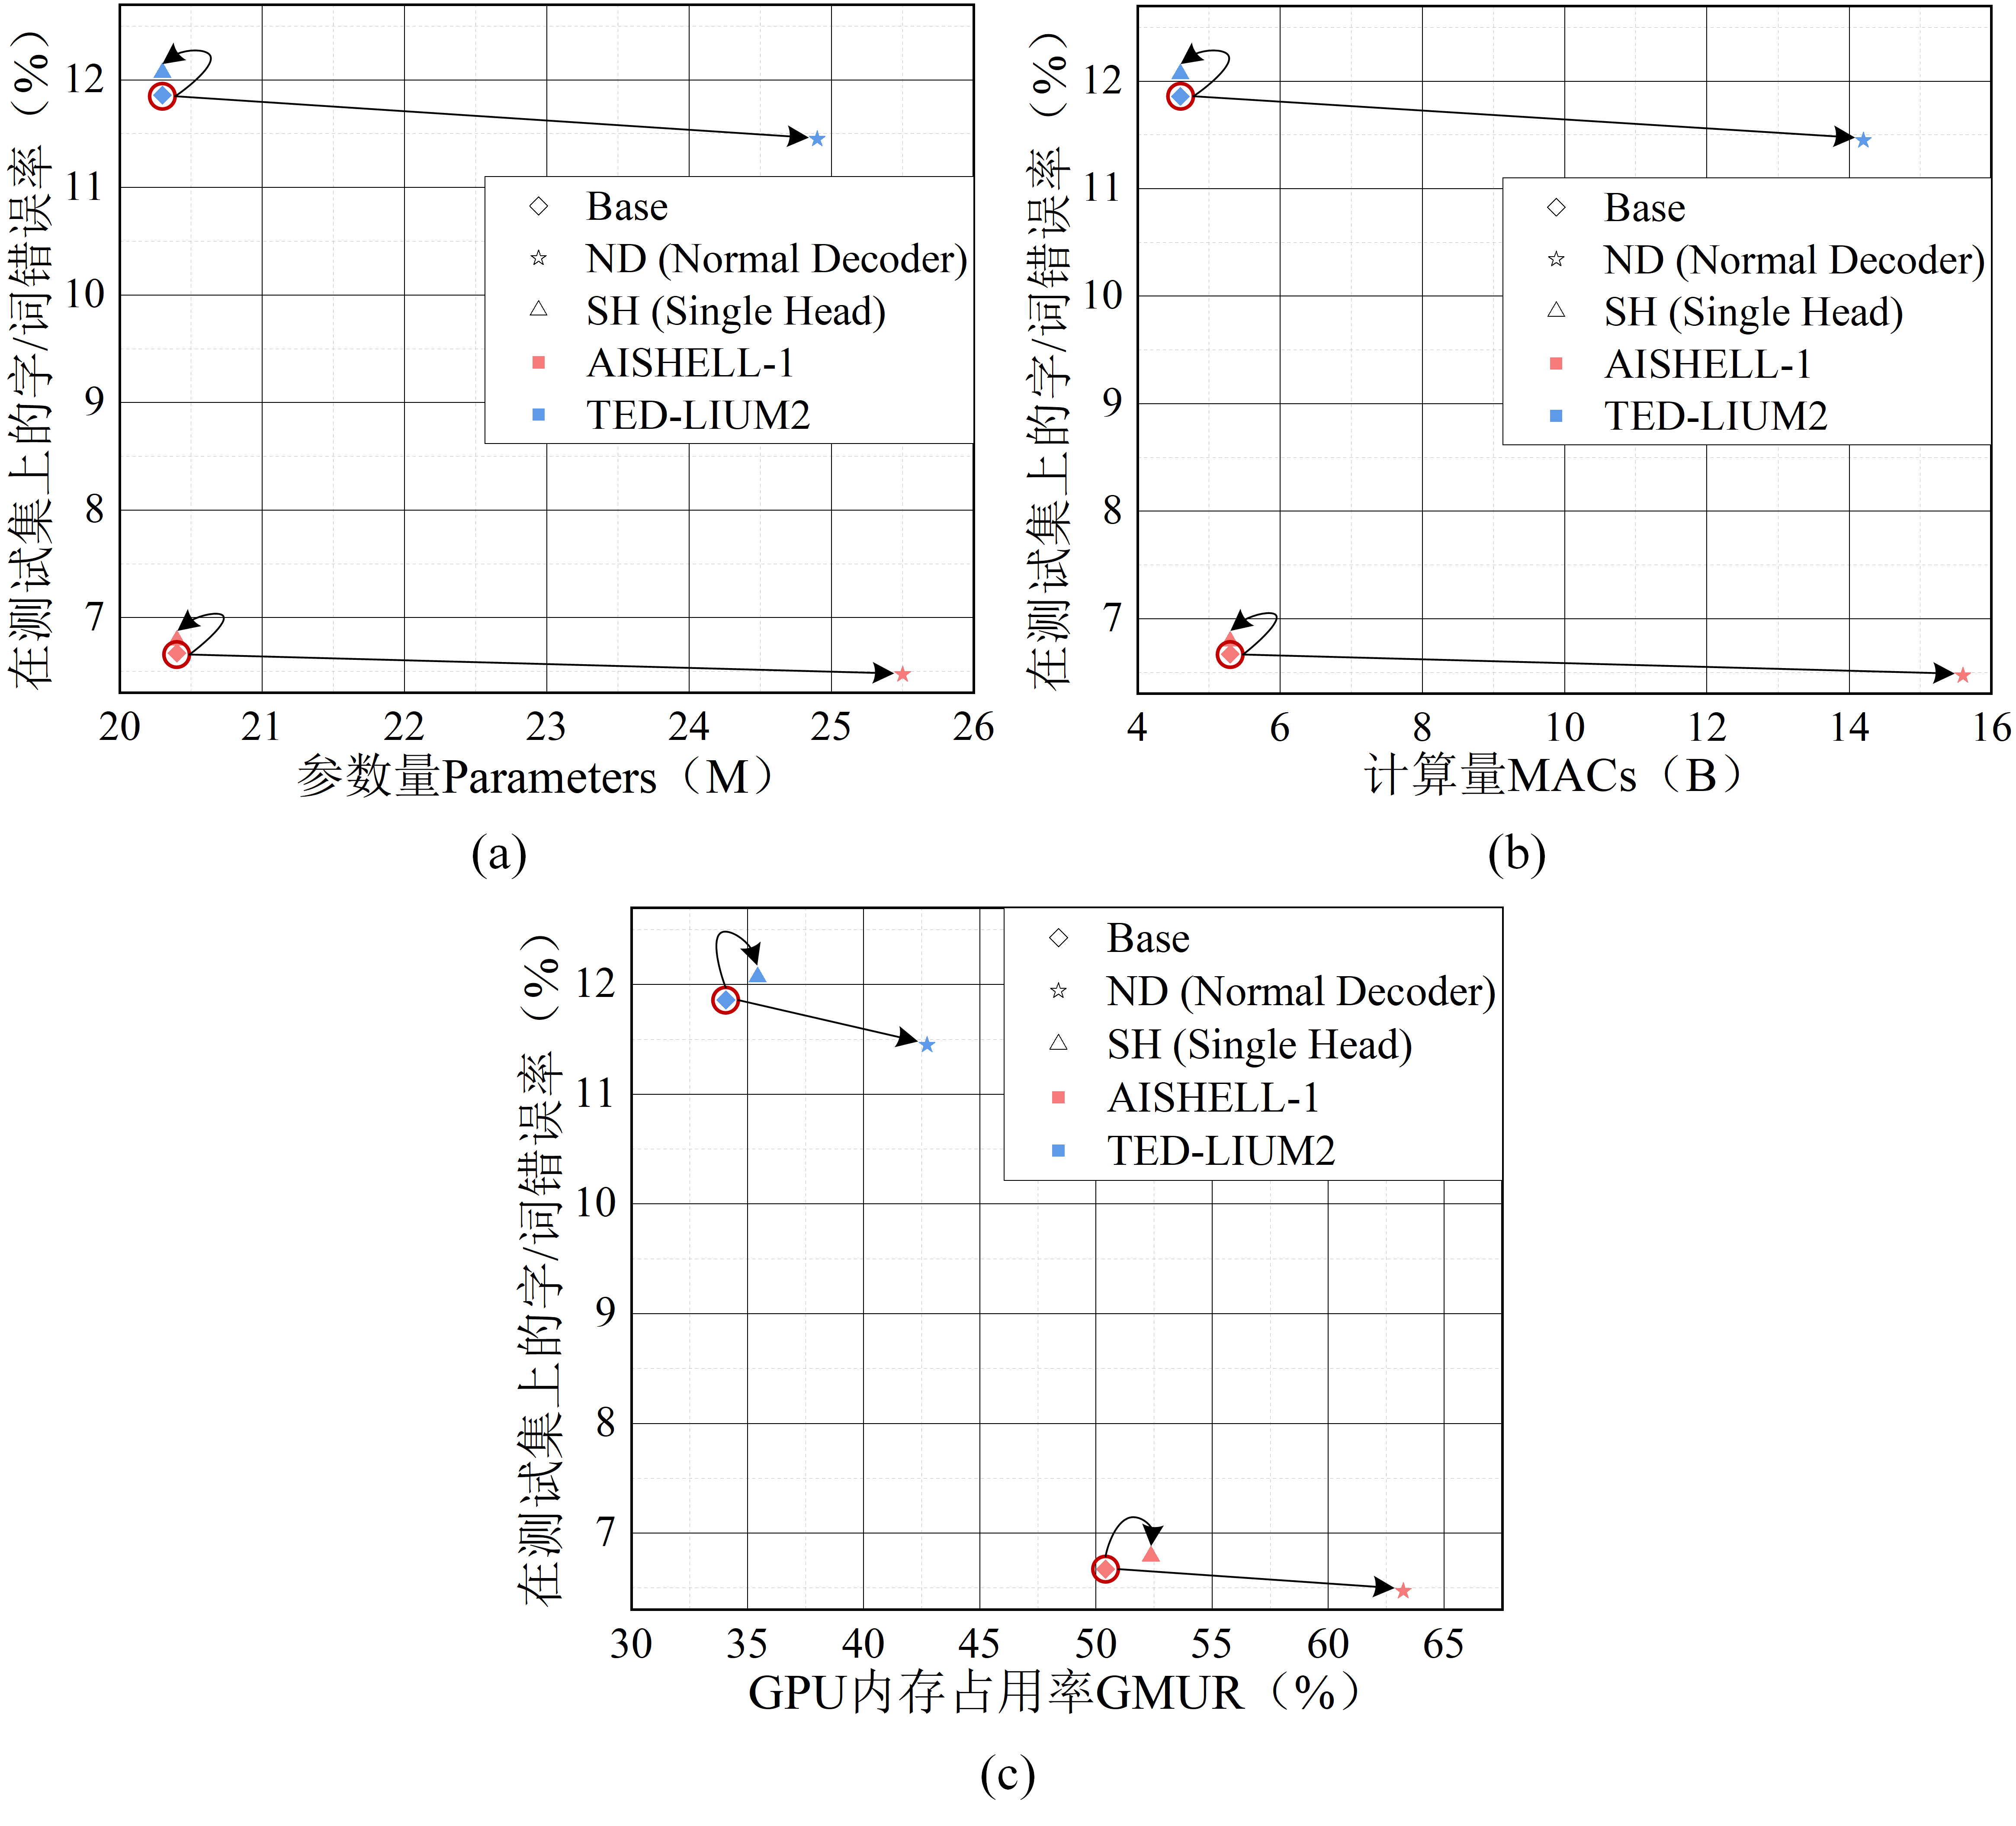 在测试集上的字/词错误率（%）
12
11
10
9
8
7
Base
ND (Normal Decoder)
SH (Single Head)
AISHELL-1
TED-LIUM2
20 21 22 23 24 25 26
参数量Parameters（M）
(a)
在测试集上的字/词错误率（%）
12
11
10
9
8
7
Base
ND (Normal Decoder)
SH (Single Head)
AISHELL-1
TED-LIUM2
4 6 8 10 12 14 16
计算量MACs（B）
(b)
在测试集上的字/词错误率（%）
12
11
10
9
8
7
Base
ND (Normal Decoder)
SH (Single Head)
AISHELL-1
TED-LIUM2
30 35 40 45 50 55 60 65
GPU内存占用率GMUR（%）
(c)